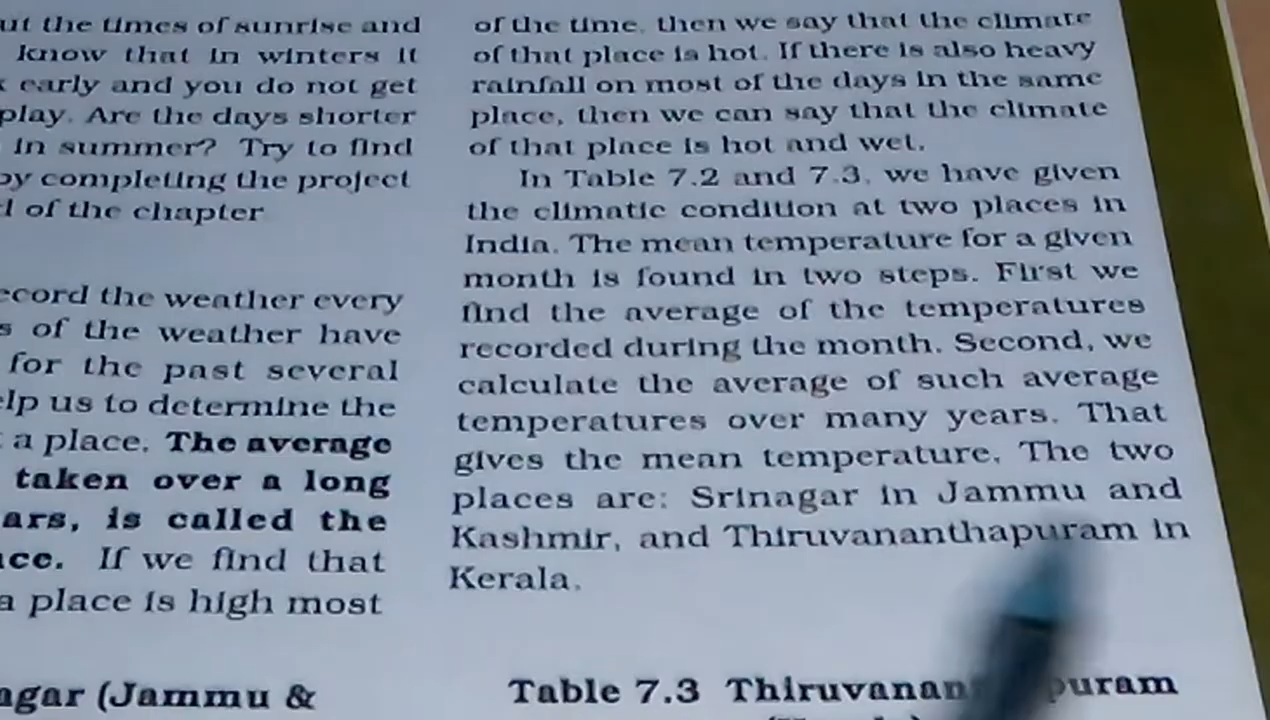 ut the times of sunrise and
know that in winters it
early and you do not get
play. Are the days shorter
in summer? Try to find
by completing the project
of the chapter
ecord the weather every
s of the weather have
for the past several
elp us to determine the
a place. The average
taken over a long
ars, is called the
ce. If we find that
a place is high most
agar (Jammu &
of the time, then we say that the climate
of that place is hot. If there is also heavy
rainfall on most of the days in the same
place, then we can say that the climate
of that place is hot and wet.
In Table 7.2 and 7.3, we have given
the climatic condition at two places in
India. The mean temperature for a given
month is found in two steps. First we
find the average of the temperatures
recorded during the month. Second, we
calculate the average of such average
temperatures over many years. That
gives the mean temperature. The two
places are: Srinagar in Jammu and
Kashmir, and Thiruvananthapuram in
Kerala.
Table 7.3 Thiruvanan puram